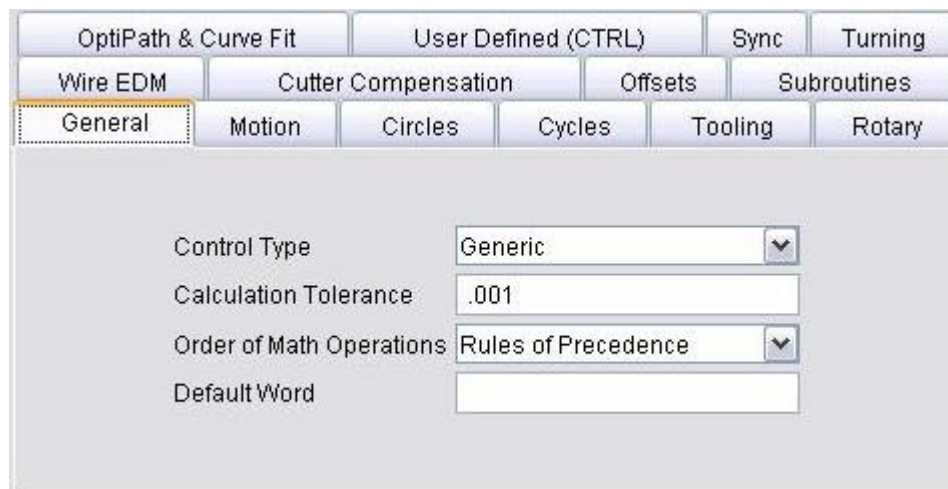 OptiPath & Curve Fit User Defined (CTRL) Sync Turning
Wire EDM Cutter Compensation Offsets Subroutines
General Motion Circles Cycles Tooling Rotary
Control Type Generic
Calculation Tolerance .001
Order of Math Operations Rules of Precedence
Default Word